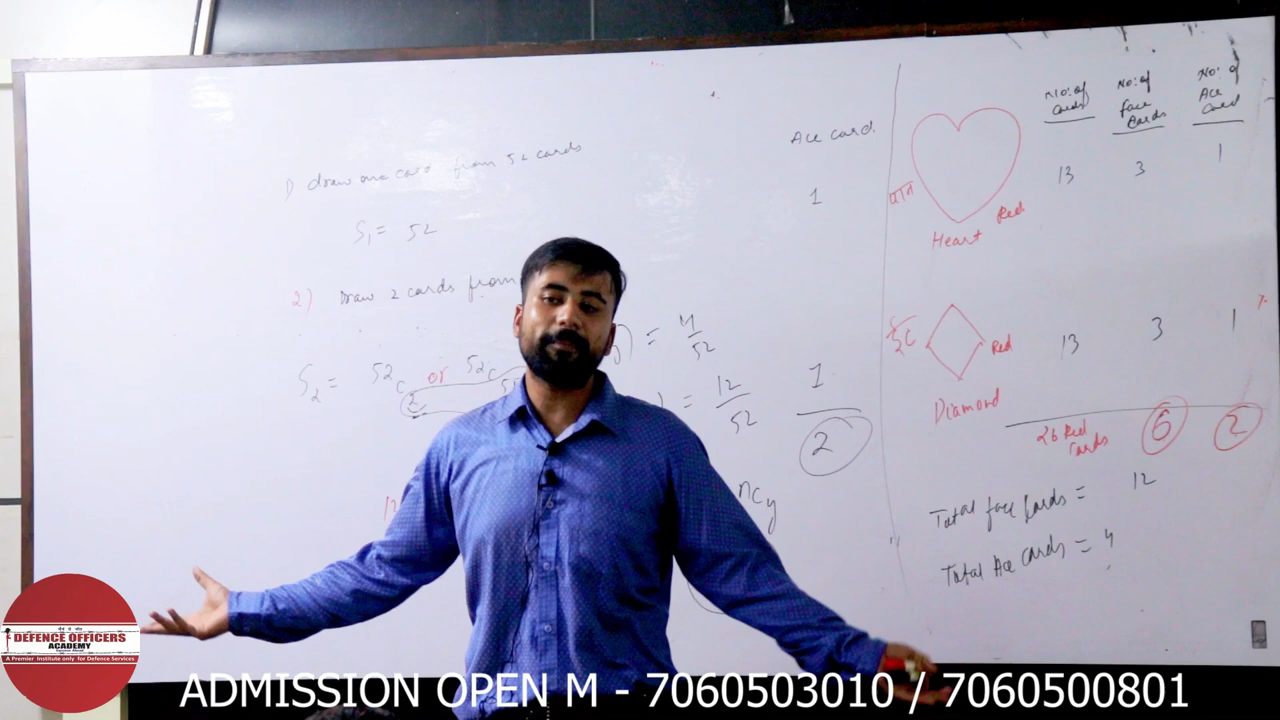 1) draw one card from 52 cards
S₁ = 52
2) Draw 2 cards from
S₂ = 52c₂ or 52c
= 4/52
= 12/52
12
ncy
Ace card.
1
1
2
No: of cards
No: of face cards
No: of Ace card
पान
Heart
Red
13 3 1
Red
Diamond
13 3 1
26 Red cards
6
2
Total face cards = 12
Total Ace cards = 4
DEFENCE OFFICERS
ACADEMY
A Premier Institute only for Defence Services
ADMISSION OPEN M - 7060503010 / 7060500801